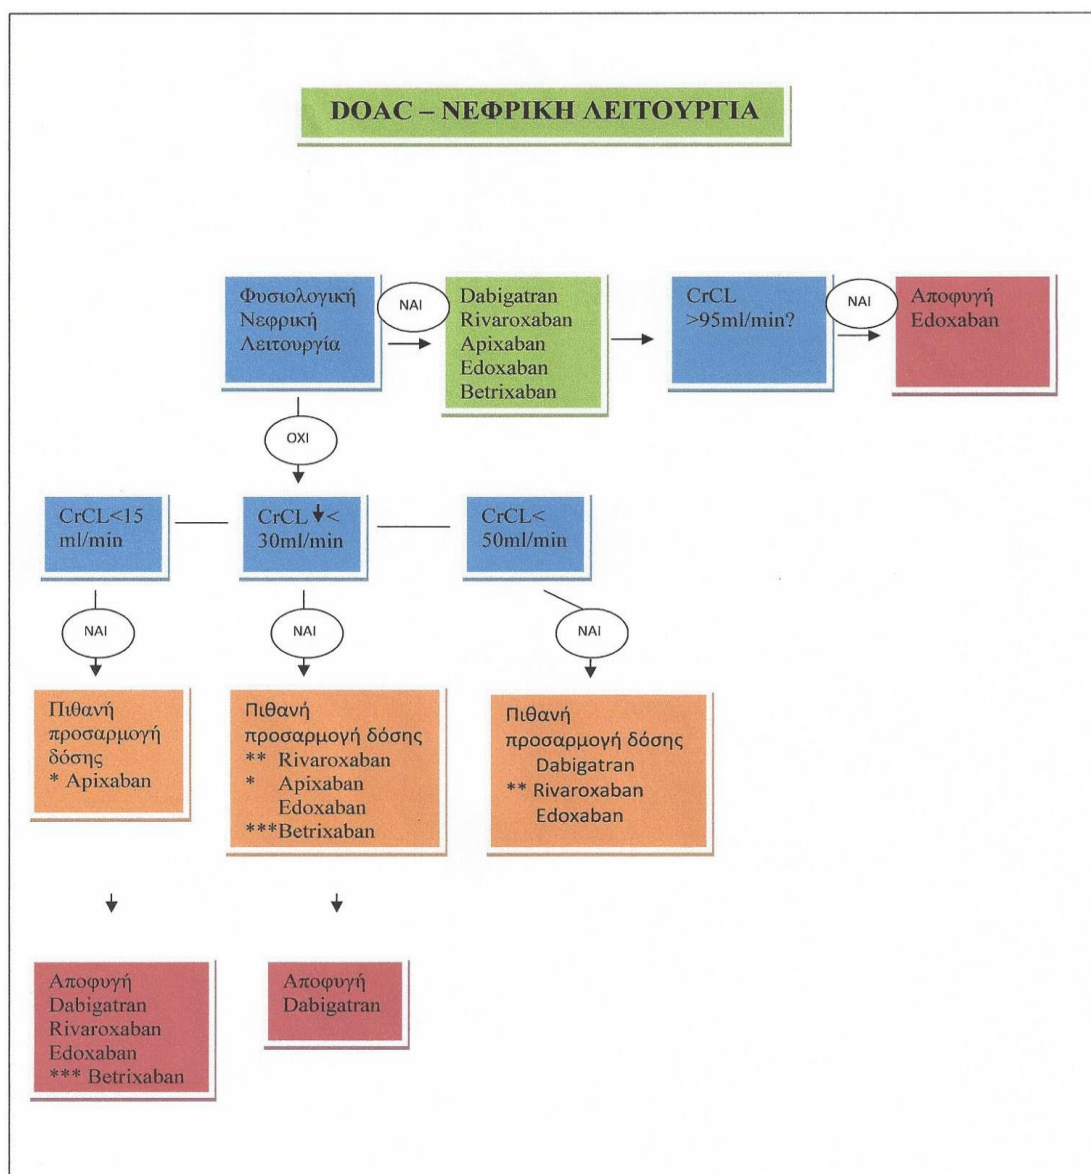 DOAC – ΝΕΦΡΙΚΗ ΛΕΙΤΟΥΡΓΙΑ
Φυσιολογική
Νεφρική
Λειτουργία
ΝΑΙ
Dabigatran
Rivaroxaban
Apixaban
Edoxaban
Betrixaban
CrCL
>95ml/min?
ΝΑΙ
Αποφυγή
Edoxaban
ΟΧΙ
CrCL<15
ml/min
CrCL ↓<
30ml/min
CrCL<
50ml/min
ΝΑΙ
ΝΑΙ
ΝΑΙ
Πιθανή
προσαρμογή
δόσης
* Apixaban
Πιθανή
προσαρμογή δόσης
** Rivaroxaban
* Apixaban
Edoxaban
***Betrixaban
Πιθανή
προσαρμογή δόσης
Dabigatran
** Rivaroxaban
Edoxaban
Αποφυγή
Dabigatran
Rivaroxaban
Edoxaban
*** Betrixaban
Αποφυγή
Dabigatran